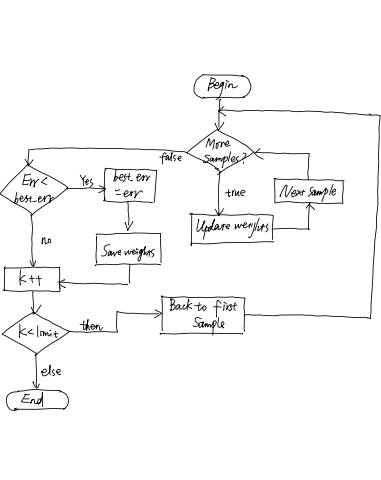 Begin
More
Samples?
false
true
Next sample
Update weights
Err <
best_err
Yes
best_err
= err
no
Save weights
K++
K < limit
then
Back to first
Sample
else
End